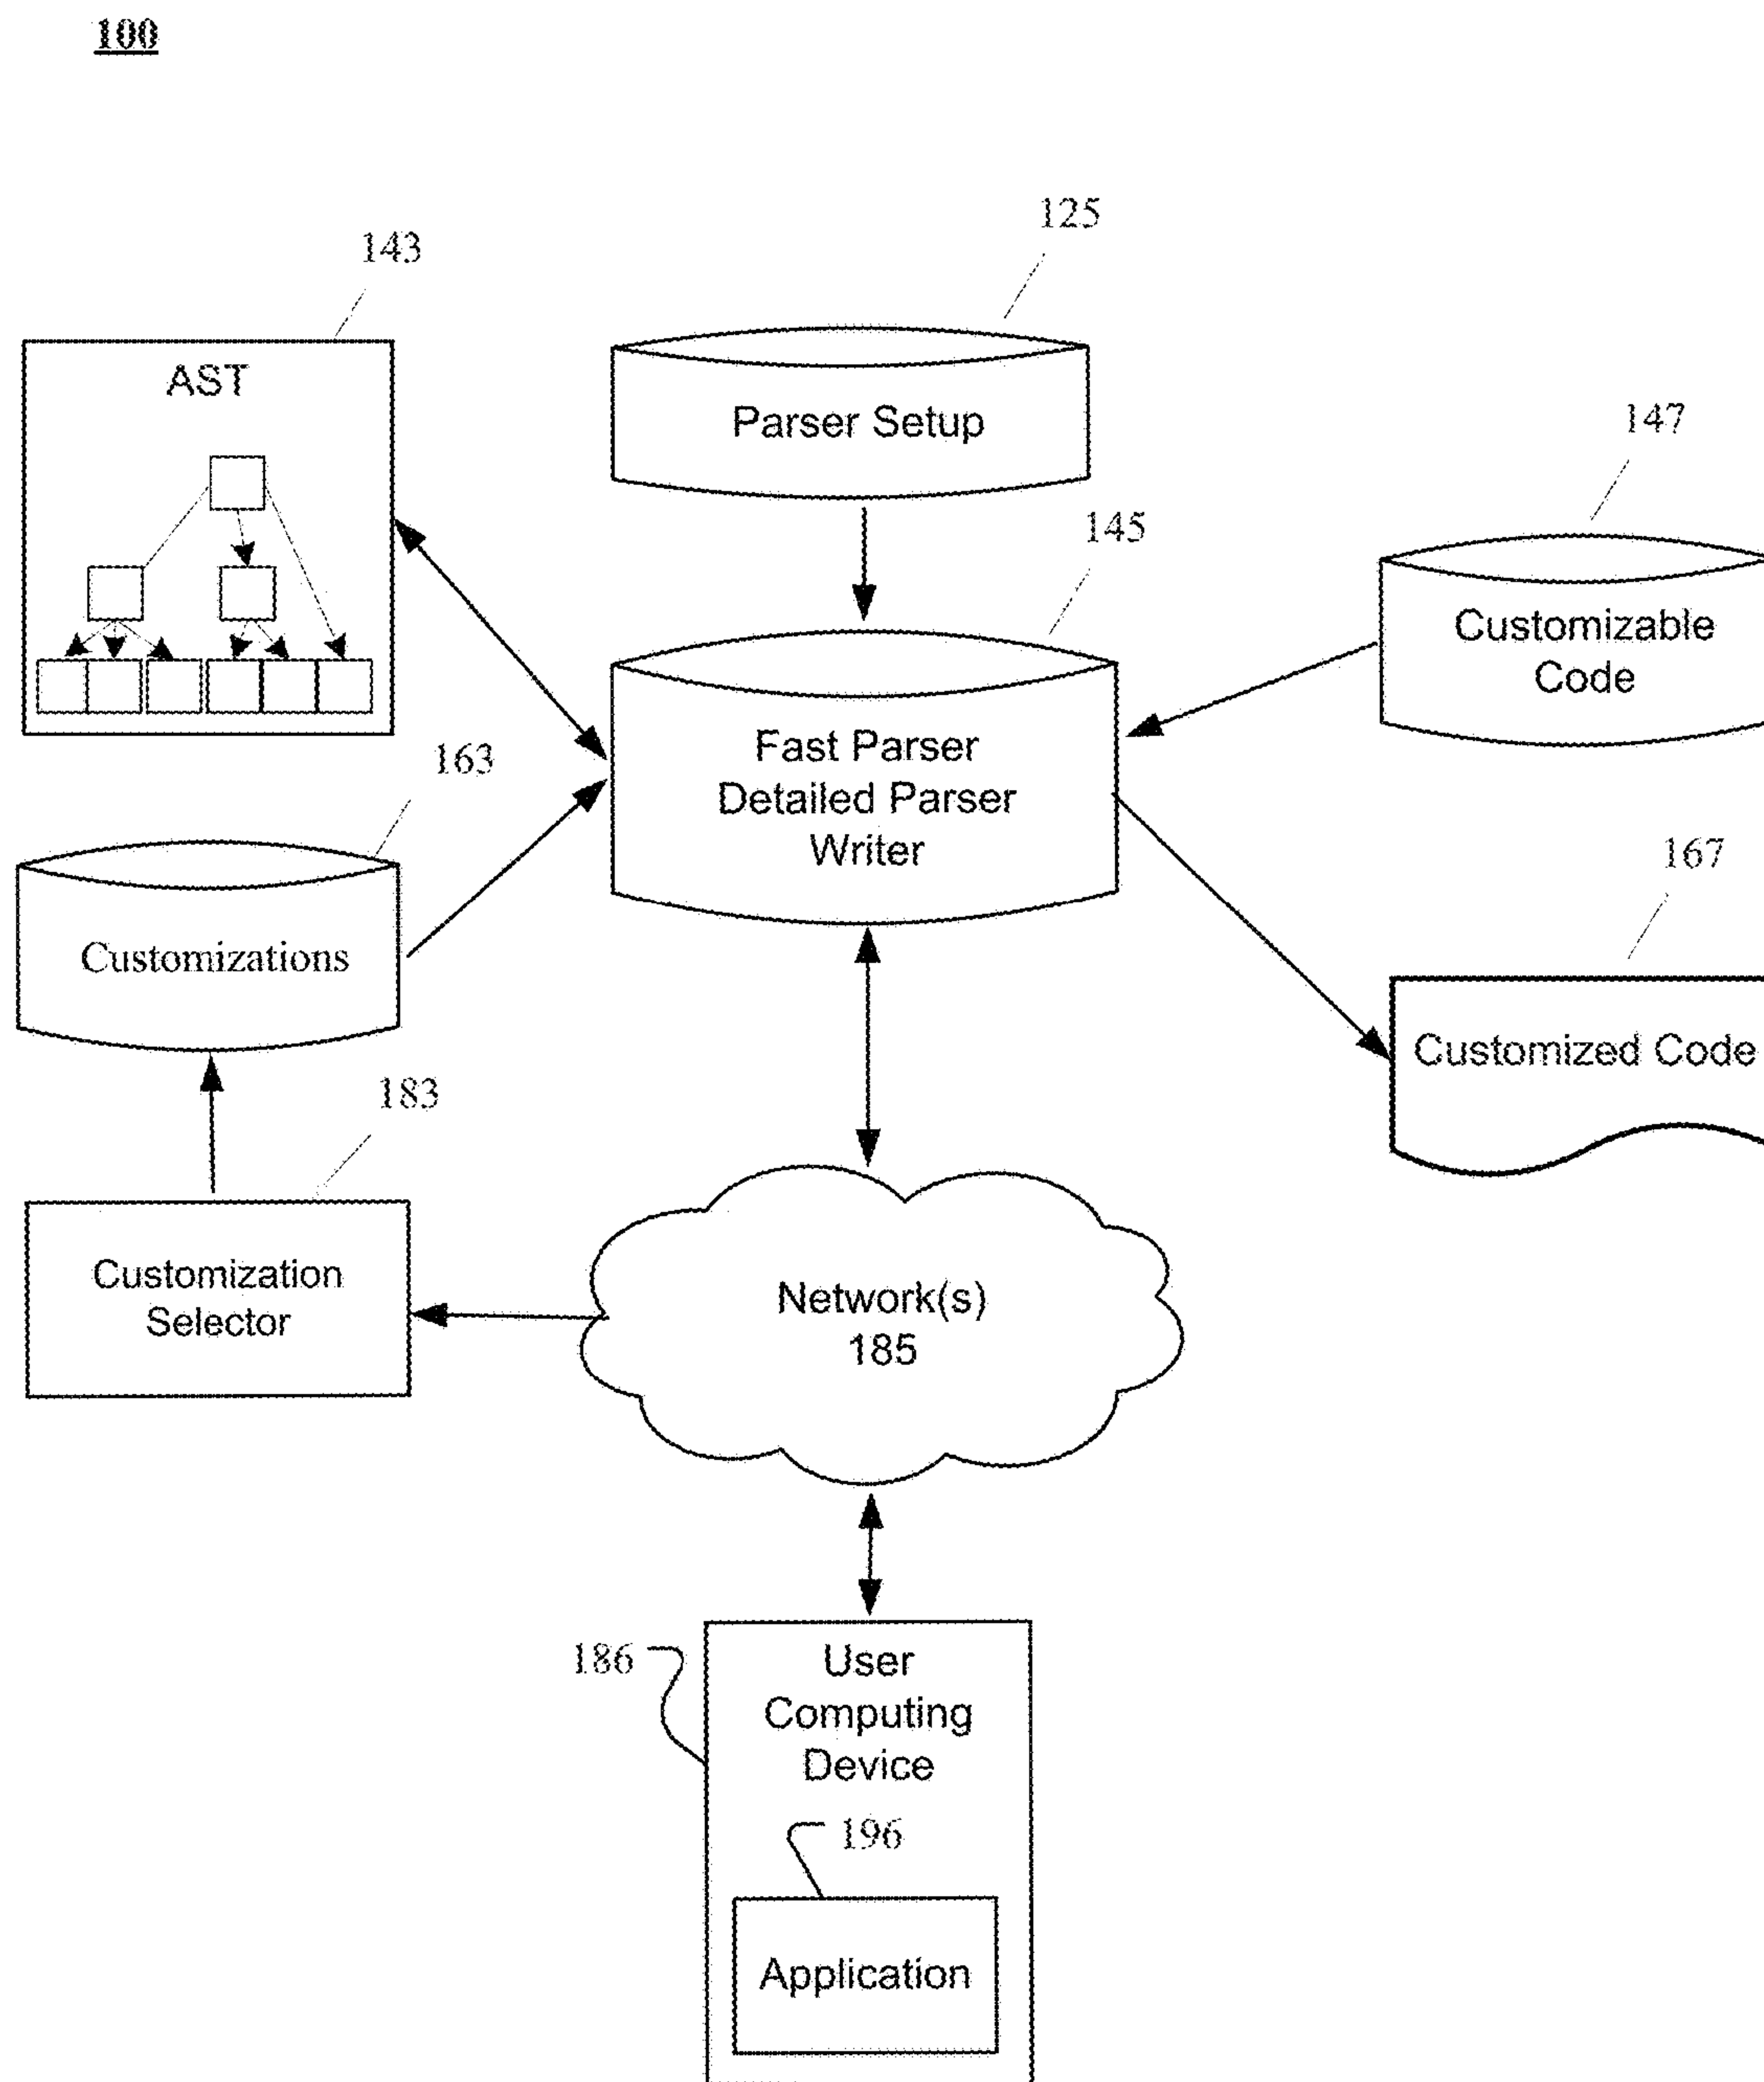 100
125
143
AST
Parser Setup
147
145
Customizable
Code
163
Fast Parser
Detailed Parser
Writer
167
Customizations
Customized Code
183
Customization
Selector
Network(s)
185
186
User
Computing
Device
196
Application